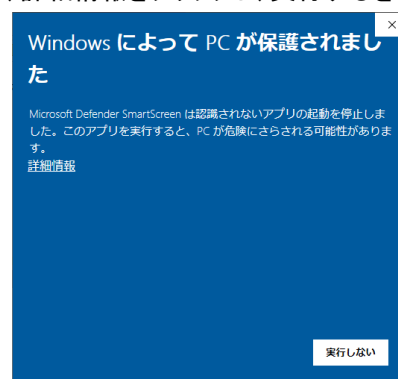 Windows によって PC が保護されまし
た
Microsoft Defender SmartScreen は認識されないアプリの起動を停止しま
した。このアプリを実行すると、PC が危険にさらされる可能性がありま
す。
詳細情報
実行しない